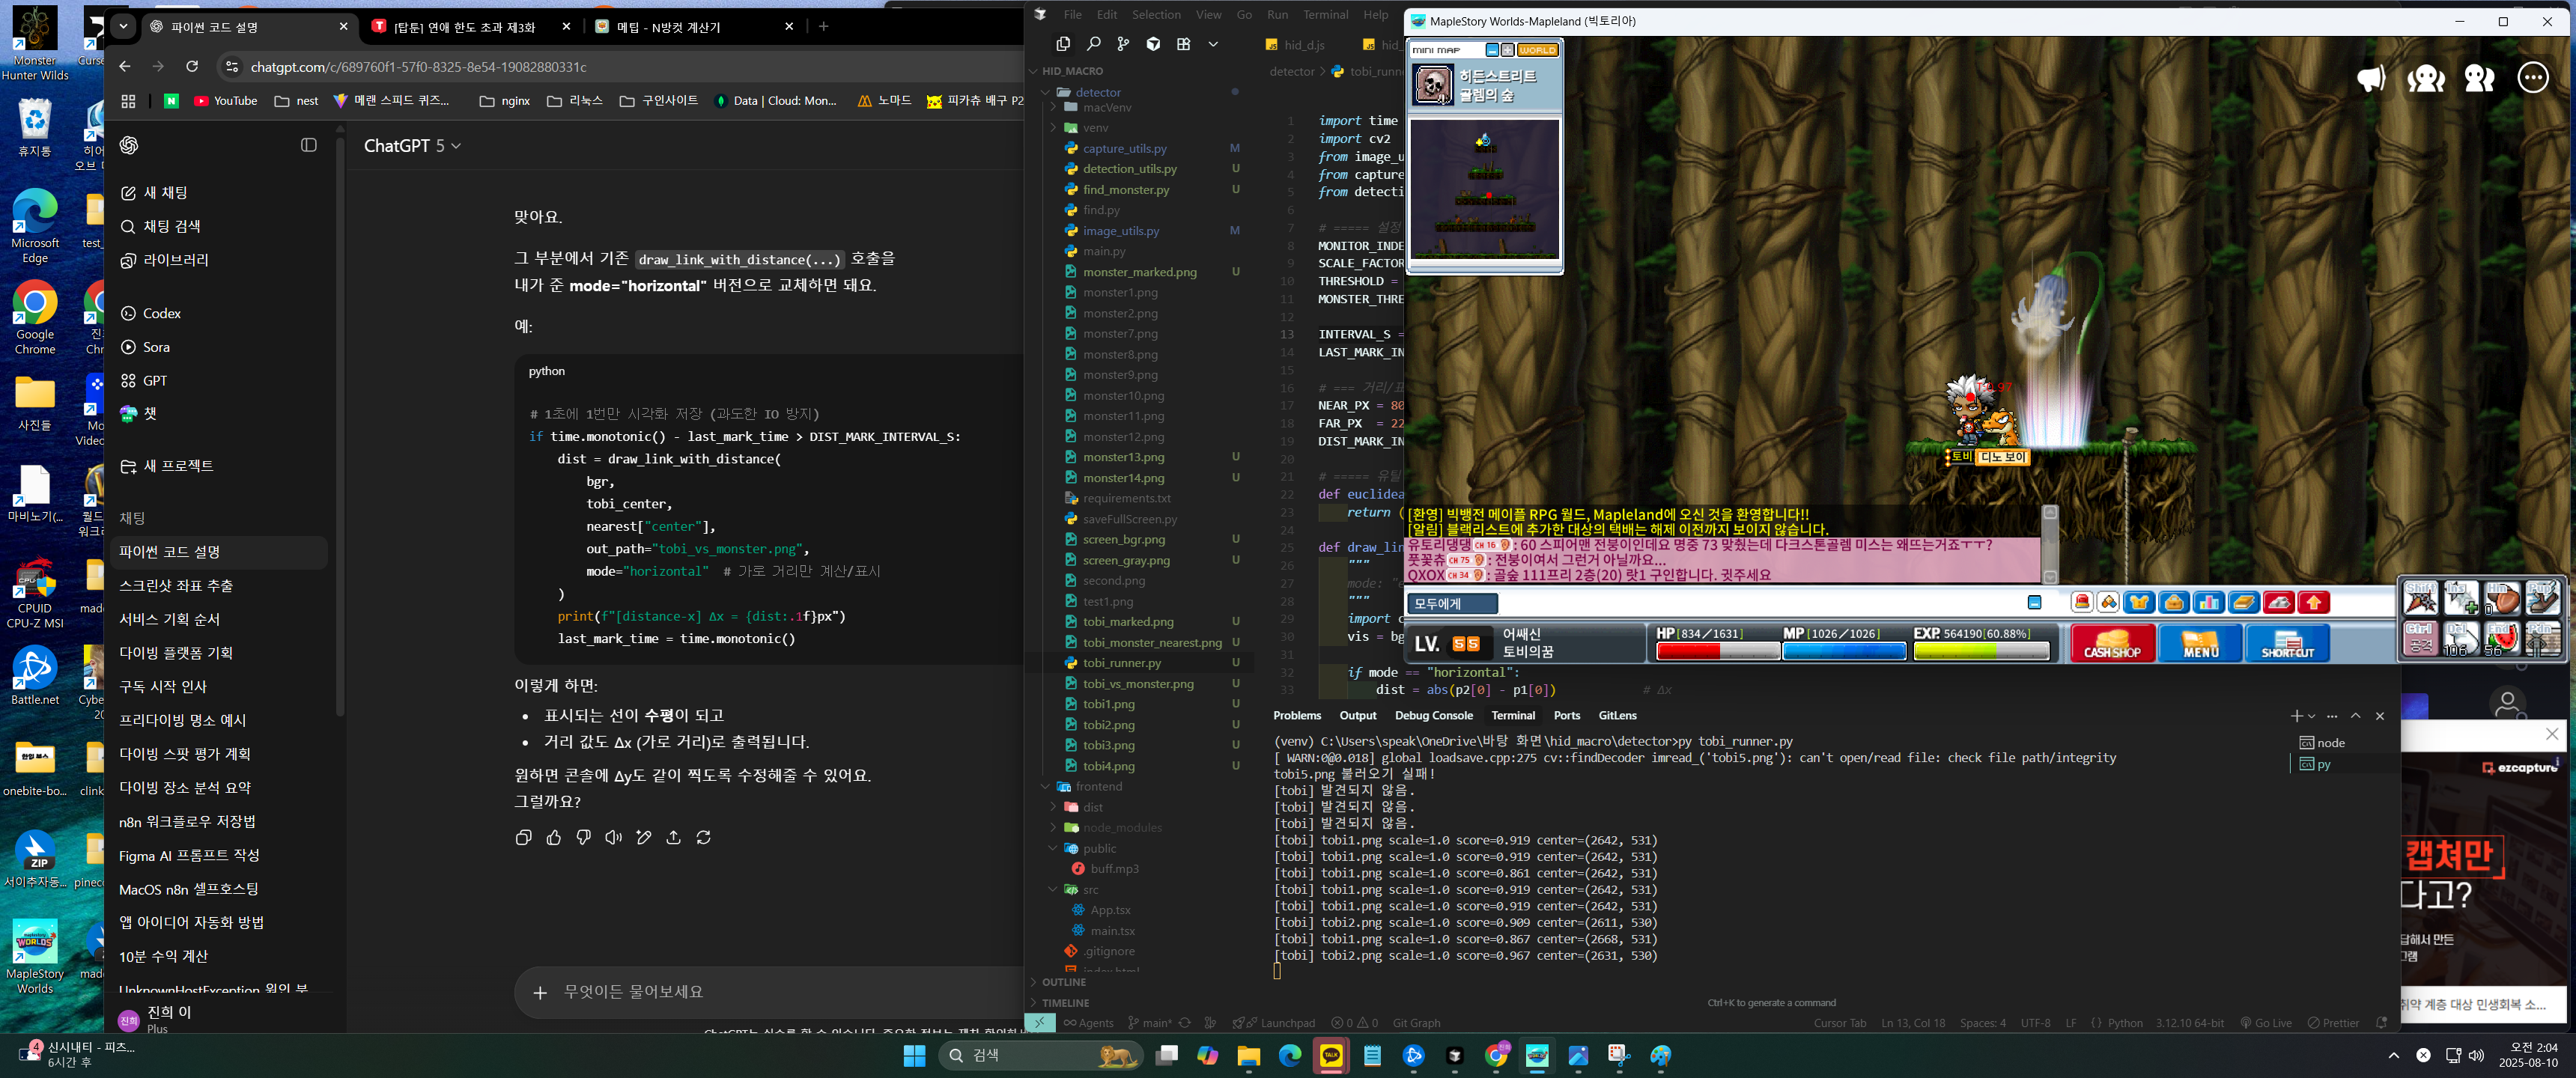 Monster Hunter Wilds
휴지통
Microsoft Edge
Google Chrome
사진들
마비노기(...
CPUID CPU-Z MSI
Battle.net
onebite-bo...
서이추자동...
MapleStory Worlds
파이썬 코드 설명
[탑툰] 연애 한도 초과 제3화
메팁 - N방컷 계산기
chatgpt.com/c/689760f1-57f0-8325-8e54-19082880331c
YouTube
nest
메랜 스피드 퀴즈...
nginx
리눅스
구인사이트
Data | Cloud: Mon...
노마드
피카츄 배구 P2
새 채팅
채팅 검색
라이브러리
Codex
Sora
GPT
챗
새 프로젝트
채팅
파이썬 코드 설명
스크린샷 좌표 추출
서비스 기획 순서
다이빙 플랫폼 기획
구독 시작 인사
프리다이빙 명소 예시
다이빙 스팟 평가 계획
다이빙 장소 분석 요약
n8n 워크플로우 저장법
Figma AI 프롬프트 작성
MacOS n8n 셀프호스팅
앱 아이디어 자동화 방법
10분 수익 계산
UnknownHostException 원인 분
진희
진희 이
Plus
ChatGPT 5
맞아요.
그 부분에서 기존 draw_link_with_distance(...) 호출을
내가 준 mode="horizontal" 버전으로 교체하면 돼요.
예:
python
# 1초에 1번만 시각화 저장 (과도한 IO 방지)
if time.monotonic() - last_mark_time > DIST_MARK_INTERVAL_S:
dist = draw_link_with_distance(
bgr,
tobi_center,
nearest["center"],
out_path="tobi_vs_monster.png",
mode="horizontal"  # 가로 거리만 계산/표시
)
print(f"[distance-x] Δx = {dist:.1f}px")
last_mark_time = time.monotonic()
이렇게 하면:
• 표시되는 선이 수평이 되고
• 거리 값도 Δx (가로 거리)로 출력됩니다.
원하면 콘솔에 Δy도 같이 찍도록 수정해줄 수 있어요.
그럴까요?
무엇이든 물어보세요
File Edit Selection View Go Run Terminal Help
hid_d.js
HID_MACRO
detector
macVenv
venv
capture_utils.py M
detection_utils.py U
find_monster.py U
find.py
image_utils.py M
main.py
monster_marked.png U
monster1.png
monster2.png
monster7.png
monster8.png
monster9.png
monster10.png
monster11.png
monster12.png
monster13.png U
monster14.png U
requirements.txt
saveFullScreen.py
screen_bgr.png U
screen_gray.png U
second.png
test1.png
tobi_marked.png U
tobi_monster_nearest.png U
tobi_runner.py U
tobi_vs_monster.png U
tobi1.png U
tobi2.png U
tobi3.png U
tobi4.png U
frontend
dist
node_modules
public
buff.mp3
src
App.tsx
main.tsx
.gitignore
index.html
OUTLINE
TIMELINE
detector > tobi_runn
1 import time
2 import cv2
3 from image_u
4 from capture
5 from detecti
6
7 # ===== 설정
8 MONITOR_INDE
9 SCALE_FACTOR
10 THRESHOLD =
11 MONSTER_THRE
12
13 INTERVAL_S =
14 LAST_MARK_IN
15
16 # === 거리/표
17 NEAR_PX = 80
18 FAR_PX = 22
19 DIST_MARK_IN
20
21 # ===== 유틸
22 def euclidea
23 return (
24
25 def draw_lin
26 """
27 mode: "e
28 """
29 import c
30 vis = bg
31
32 if mode == "horizontal":
33 dist = abs(p2[0] - p1[0]) # Δx
Problems Output Debug Console Terminal Ports GitLens
(venv) C:\Users\speak\OneDrive\바탕 화면\hid_macro\detector>py tobi_runner.py
[ WARN:0@0.018] global loadsave.cpp:275 cv::findDecoder imread_('tobi5.png'): can't open/read file: check file path/integrity
tobi5.png 불러오기 실패!
[tobi] 발견되지 않음.
[tobi] 발견되지 않음.
[tobi] 발견되지 않음.
[tobi] tobi1.png scale=1.0 score=0.919 center=(2642, 531)
[tobi] tobi1.png scale=1.0 score=0.919 center=(2642, 531)
[tobi] tobi1.png scale=1.0 score=0.861 center=(2642, 531)
[tobi] tobi1.png scale=1.0 score=0.919 center=(2642, 531)
[tobi] tobi1.png scale=1.0 score=0.919 center=(2642, 531)
[tobi] tobi2.png scale=1.0 score=0.909 center=(2611, 530)
[tobi] tobi1.png scale=1.0 score=0.867 center=(2668, 531)
[tobi] tobi2.png scale=1.0 score=0.967 center=(2631, 530)
node
py
Ctrl+K to generate a command
Agents main* Launchpad 0 0 Git Graph
Cursor Tab Ln 13, Col 18 Spaces: 4 UTF-8 LF {} Python 3.12.10 64-bit Go Live Prettier
MapleStory Worlds-Mapleland (빅토리아)
MINI MAP WORLD
히든스트리트
골렘의 숲
토비 디노 보이
[환영] 빅뱅전 메이플 RPG 월드, Mapleland에 오신 것을 환영합니다!!
[알림] 블랙리스트에 추가한 대상의 택배는 해제 이전까지 보이지 않습니다.
유토리댕댕 CH 16 : 60 스피어맨 전붕이인데요 명중 73 맞췄는데 다크스톤골렘 미스는 왜뜨는거죠ㅜㅜ?
풋꽃츄 CH 75 : 전붕이여서 그런거 아닐까요...
QXOX CH 34 : 골숲 111프리 2층(20) 랏1 구인합니다. 귓주세요
모두에게
LV. 55 어쌔신
토비의꿈
HP[834/1631] MP[1026/1026] EXP. 564190[60.88%]
CASH SHOP MENU SHORT CUT
Shift Ins Hm Pup
Ctrl Del End Pdn
공격 106 56
ezcapture
캡쳐만
다고?
답해서 만든
그램
취약 계층 대상 민생회복 소...
4
신시내티 - 피츠...
6시간 후
검색
오전 2:04
2025-08-10